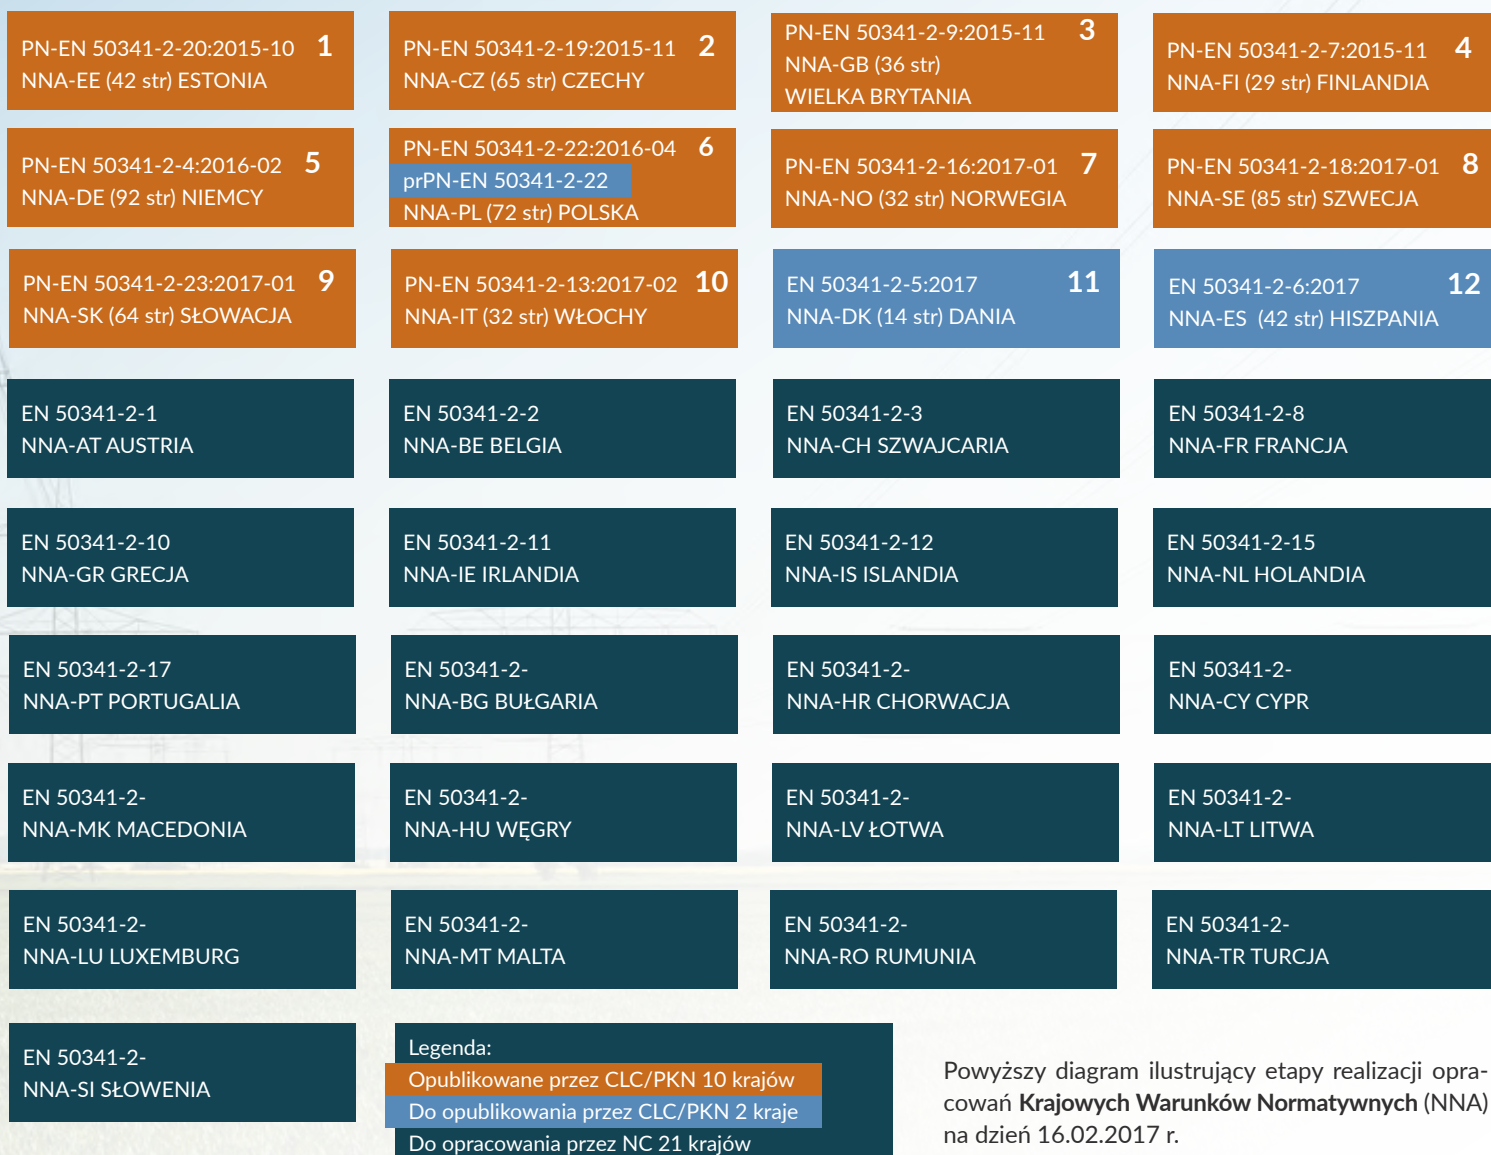 PN-EN 50341-2-20:2015-10 1
NNA-EE (42 str) ESTONIA
PN-EN 50341-2-19:2015-11 2
NNA-CZ (65 str) CZECHY
PN-EN 50341-2-9:2015-11 3
NNA-GB (36 str)
WIELKA BRYTANIA
PN-EN 50341-2-7:2015-11 4
NNA-FI (29 str) FINLANDIA
PN-EN 50341-2-4:2016-02 5
NNA-DE (92 str) NIEMCY
PN-EN 50341-2-22:2016-04 6
prPN-EN 50341-2-22
NNA-PL (72 str) POLSKA
PN-EN 50341-2-16:2017-01 7
NNA-NO (32 str) NORWEGIA
PN-EN 50341-2-18:2017-01 8
NNA-SE (85 str) SZWECJA
PN-EN 50341-2-23:2017-01 9
NNA-SK (64 str) SŁOWACJA
PN-EN 50341-2-13:2017-02 10
NNA-IT (32 str) WŁOCHY
EN 50341-2-5:2017 11
NNA-DK (14 str) DANIA
EN 50341-2-6:2017 12
NNA-ES (42 str) HISZPANIA
EN 50341-2-1
NNA-AT AUSTRIA
EN 50341-2-2
NNA-BE BELGIA
EN 50341-2-3
NNA-CH SZWAJCARIA
EN 50341-2-8
NNA-FR FRANCJA
EN 50341-2-10
NNA-GR GRECJA
EN 50341-2-11
NNA-IE IRLANDIA
EN 50341-2-12
NNA-IS ISLANDIA
EN 50341-2-15
NNA-NL HOLANDIA
EN 50341-2-17
NNA-PT PORTUGALIA
EN 50341-2-
NNA-BG BUŁGARIA
EN 50341-2-
NNA-HR CHORWACJA
EN 50341-2-
NNA-CY CYPR
EN 50341-2-
NNA-MK MACEDONIA
EN 50341-2-
NNA-HU WĘGRY
EN 50341-2-
NNA-LV ŁOTWA
EN 50341-2-
NNA-LT LITWA
EN 50341-2-
NNA-LU LUXEMBURG
EN 50341-2-
NNA-MT MALTA
EN 50341-2-
NNA-RO RUMUNIA
EN 50341-2-
NNA-TR TURCJA
EN 50341-2-
NNA-SI SŁOWENIA
Legenda:
Opublikowane przez CLC/PKN 10 krajów
Do opublikowania przez CLC/PKN 2 kraje
Do opracowania przez NC 21 krajów
Powyższy diagram ilustrujący etapy realizacji opra-
cowań Krajowych Warunków Normatywnych (NNA)
na dzień 16.02.2017 r.